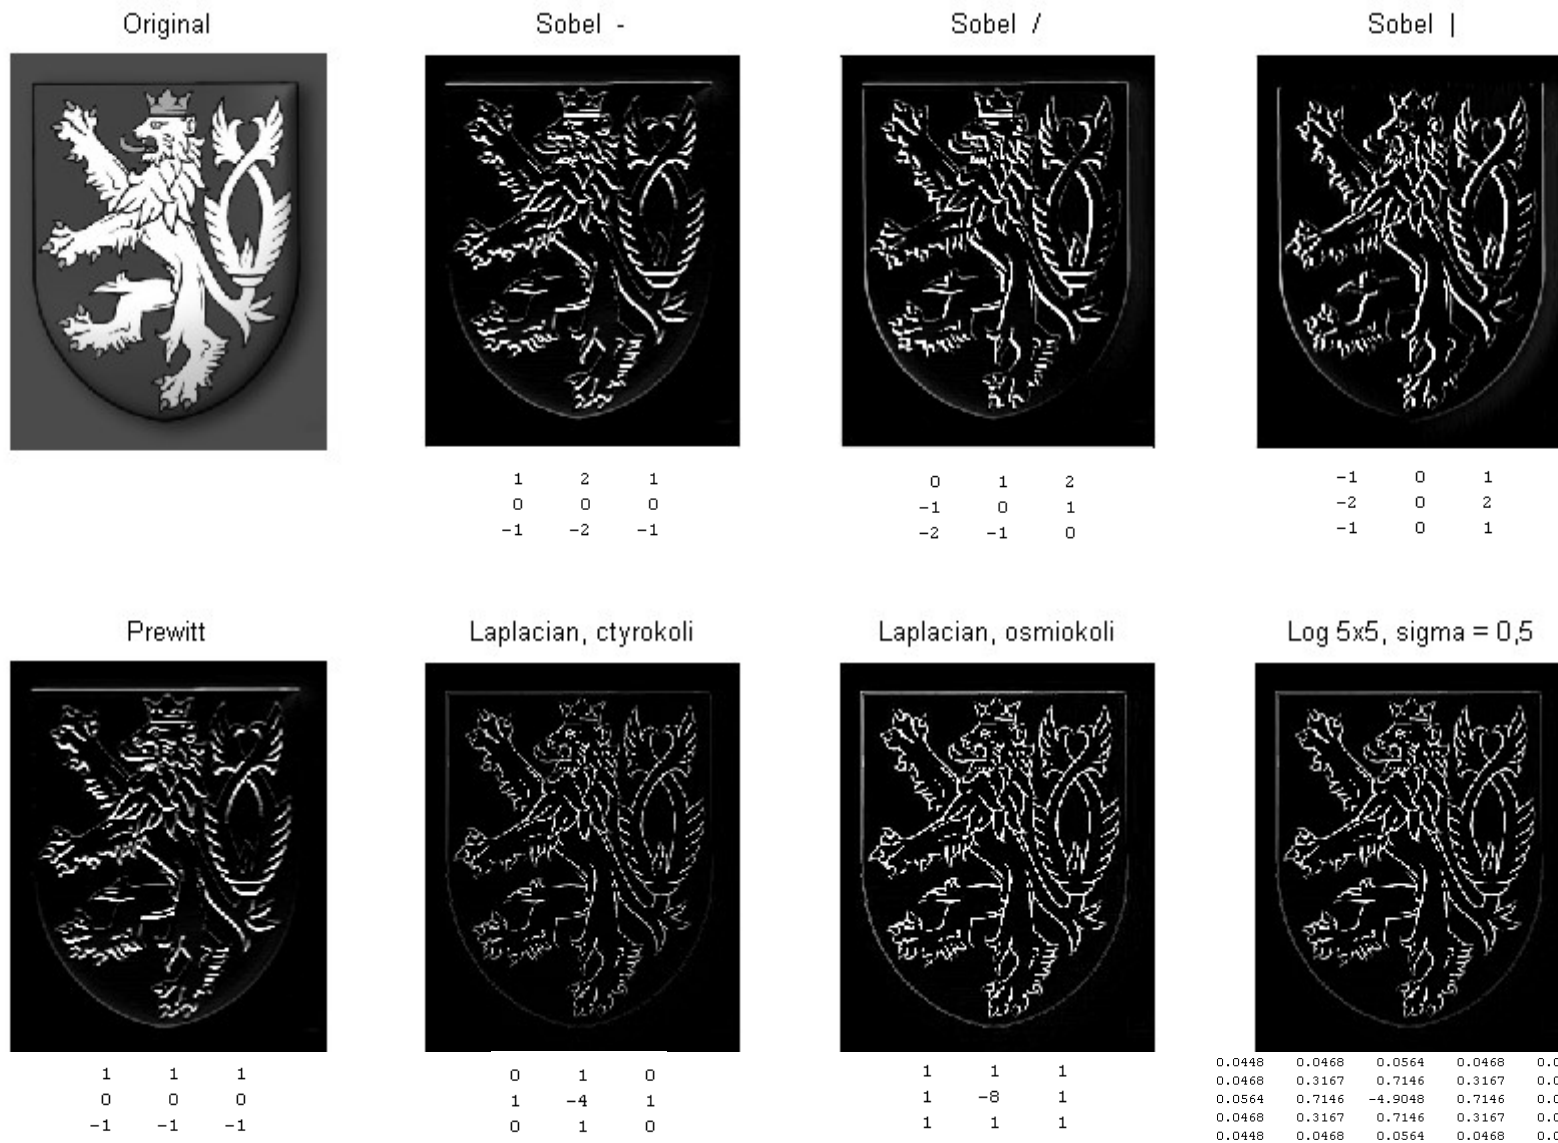 Original
Sobel -
Sobel /
Sobel |
1 2 1
0 0 0
-1 -2 -1
0 1 2
-1 0 1
-2 -1 0
-1 0 1
-2 0 2
-1 0 1
Prewitt
Laplacian, ctyrokoli
Laplacian, osmiokoli
Log 5x5, sigma = 0,5
1 1 1
0 0 0
-1 -1 -1
0 1 0
1 -4 1
0 1 0
1 1 1
1 -8 1
1 1 1
0.0448 0.0468 0.0564 0.0468
0.0468 0.3167 0.7146 0.3167
0.0564 0.7146 -4.9048 0.7146
0.0468 0.3167 0.7146 0.3167
0.0448 0.0468 0.0564 0.0468